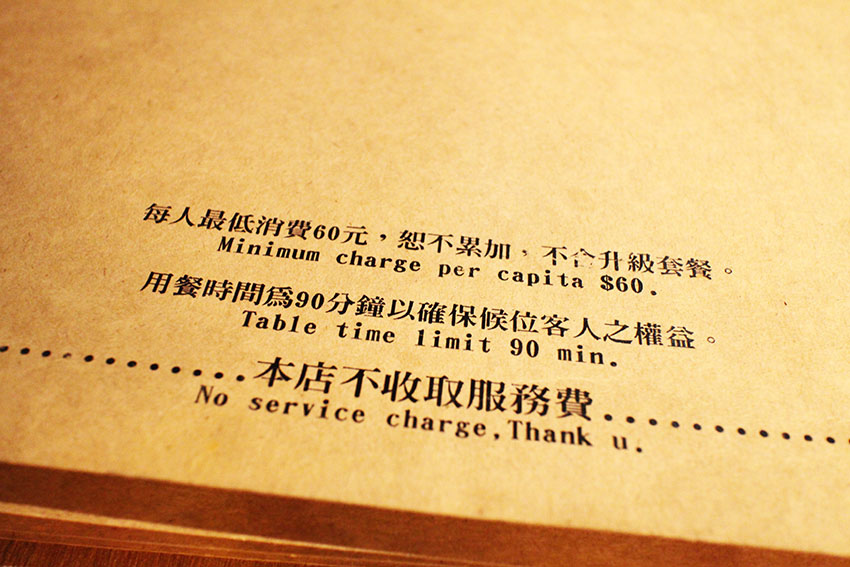 每人最低消費60元，恕不累加，不含升級套餐。
Minimum charge per capita $60.
用餐時間為90分鐘以確保候位客人之權益。
Table time limit 90 min.
本店不收取服務費
No service charge,Thank u.